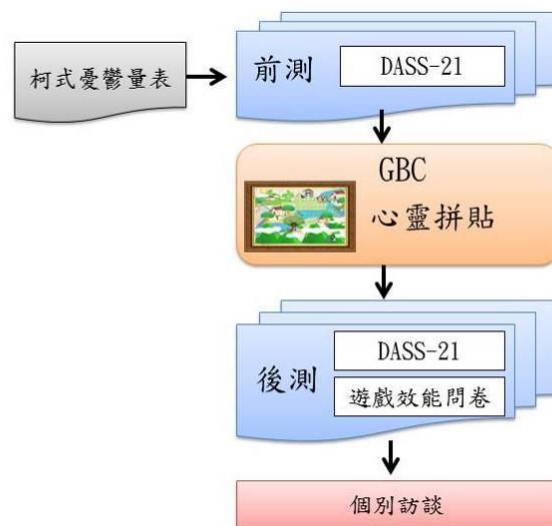 柯式憂鬱量表
前測
DASS-21
GBC
心靈拼貼
後測
DASS-21
遊戲效能問卷
個別訪談